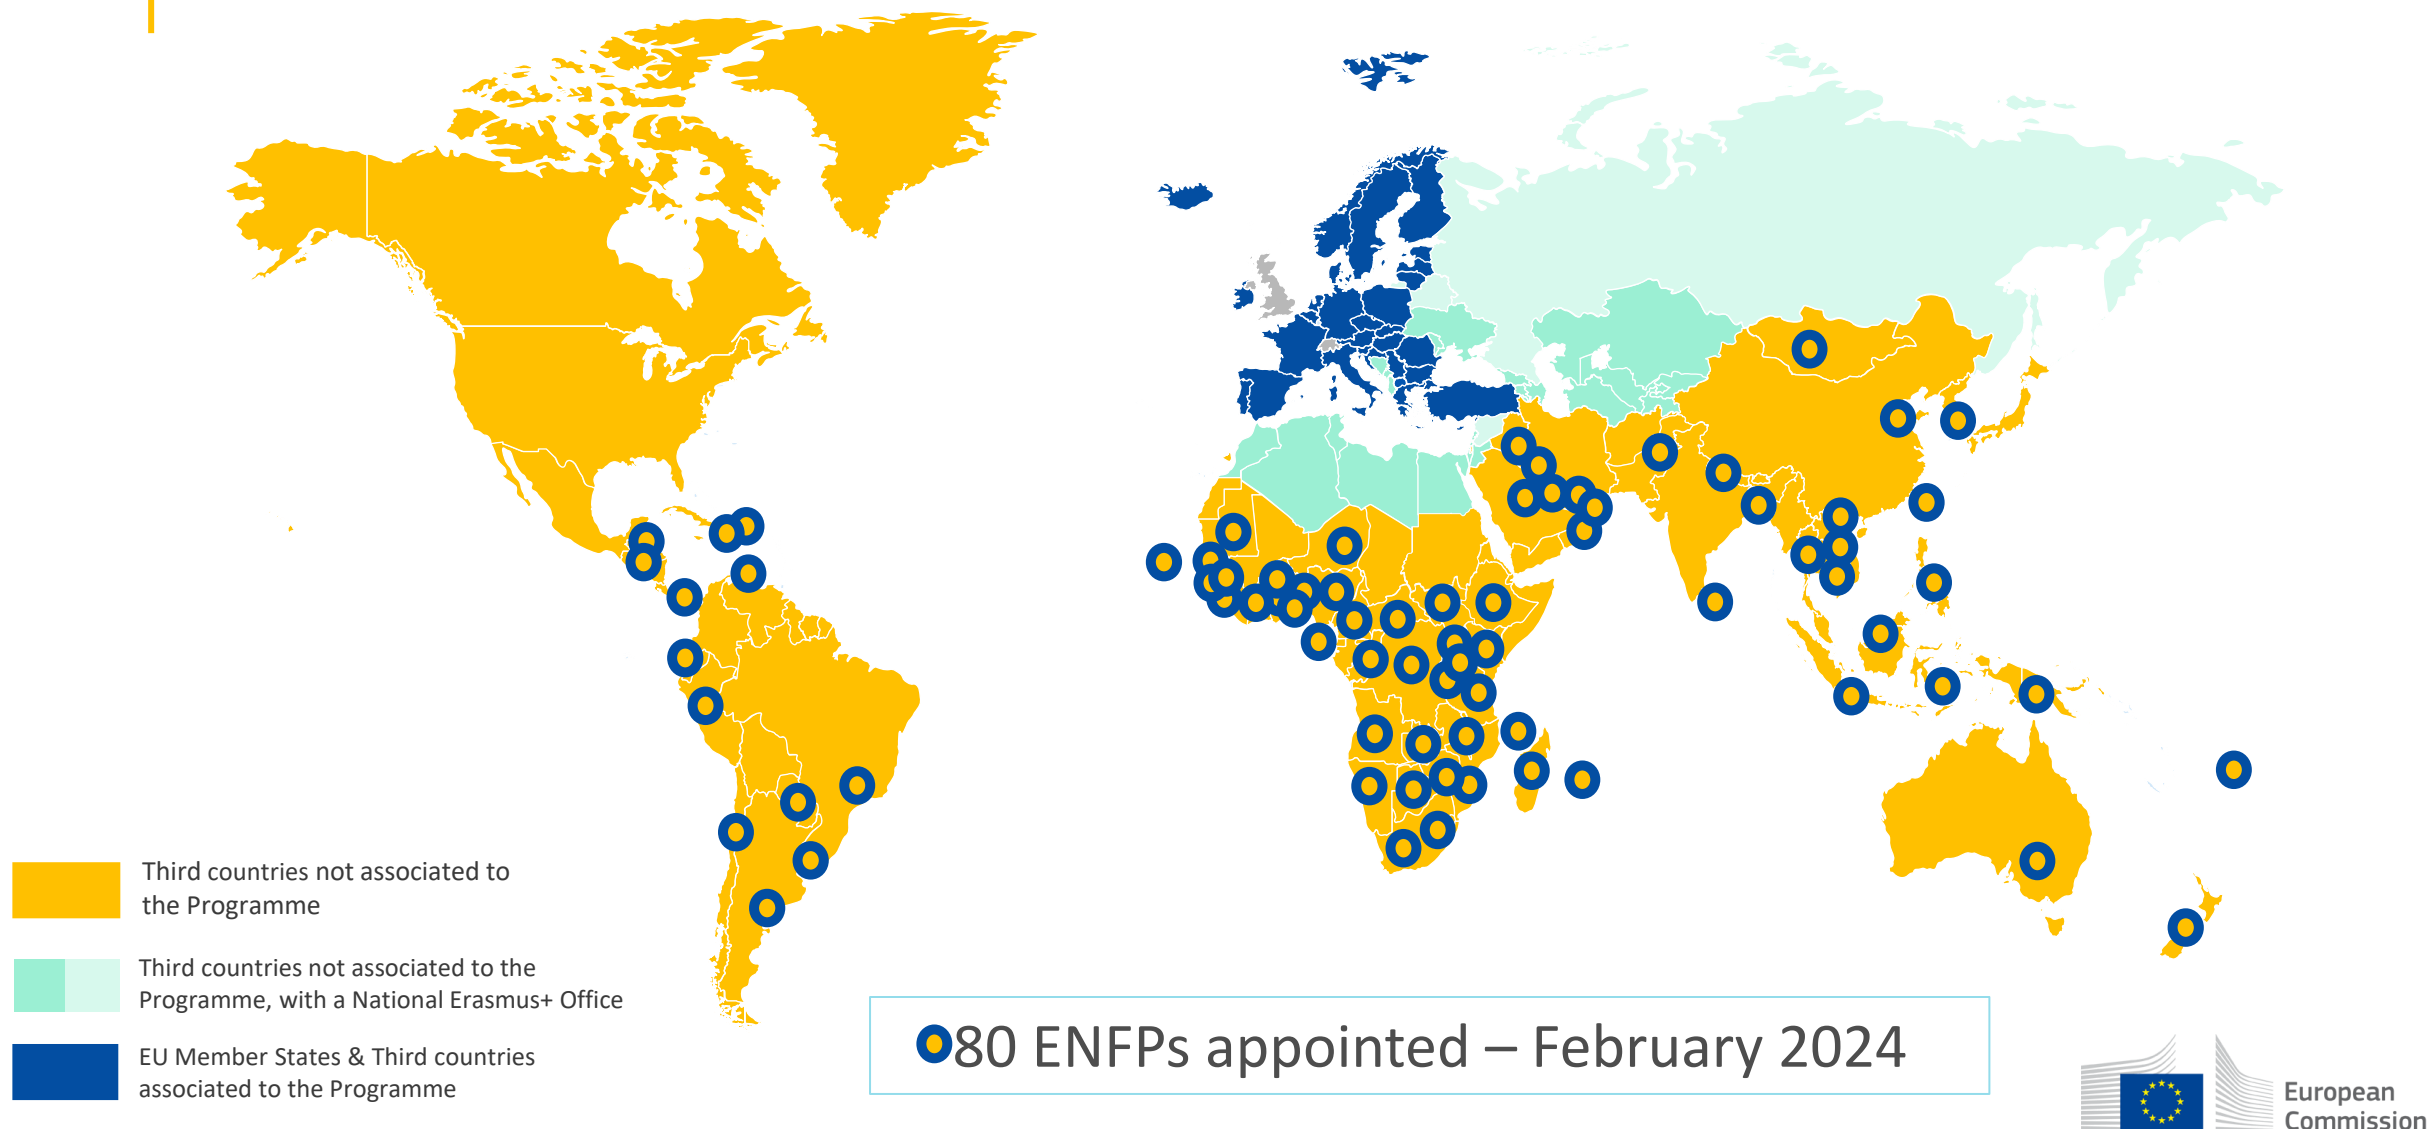 Third countries not associated to
the Programme
Third countries not associated to the
Programme, with a National Erasmus+ Office
EU Member States & Third countries
associated to the Programme
80 ENFPs appointed – February 2024
European
Commission